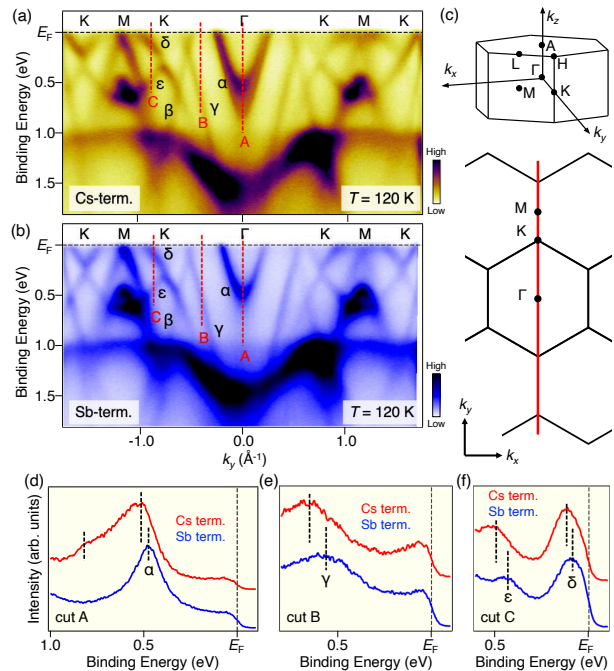 (a)
K M K Γ K M K
E_F
0.5
1.0
1.5
Binding Energy (eV)
δ
ε
C
β
B
γ
α
A
Cs-term.
T = 120 K
High
Low
(b)
K M K Γ K M K
E_F
0.5
1.0
1.5
Binding Energy (eV)
δ
ε
C
β
B
γ
α
A
Sb-term.
T = 120 K
High
Low
-1.0 0.0 1.0
k_y (Å⁻¹)
(c)
k_z
A
L
H
Γ
k_x
M
K
k_y
M
K
Γ
k_y
k_x
(d)
Intensity (arb. units)
Cs term.
Sb term.
α
cut A
1.0 0.5 E_F
Binding Energy (eV)
(e)
Cs term.
Sb term.
γ
cut B
0.5 E_F
Binding Energy (eV)
(f)
Cs term.
Sb term.
ε
δ
cut C
0.5 E_F
Binding Energy (eV)